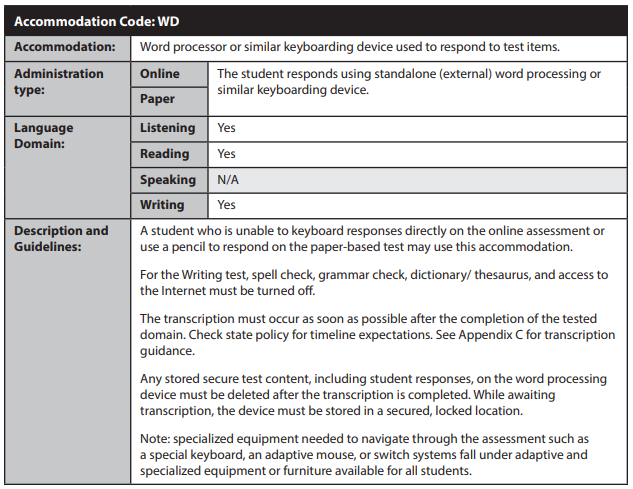 Accommodation Code: WD
Accommodation: Word processor or similar keyboarding device used to respond to test items.
Administration type:
Online
Paper
The student responds using standalone (external) word processing or
similar keyboarding device.
Language
Domain:
Listening Yes
Reading Yes
Speaking N/A
Writing Yes
Description and
Guidelines:
A student who is unable to keyboard responses directly on the online assessment or
use a pencil to respond on the paper-based test may use this accommodation.
For the Writing test, spell check, grammar check, dictionary/ thesaurus, and access to
the Internet must be turned off.
The transcription must occur as soon as possible after the completion of the tested
domain. Check state policy for timeline expectations. See Appendix C for transcription
guidance.
Any stored secure test content, including student responses, on the word processing
device must be deleted after the transcription is completed. While awaiting
transcription, the device must be stored in a secured, locked location.
Note: specialized equipment needed to navigate through the assessment such as
a special keyboard, an adaptive mouse, or switch systems fall under adaptive and
specialized equipment or furniture available for all students.